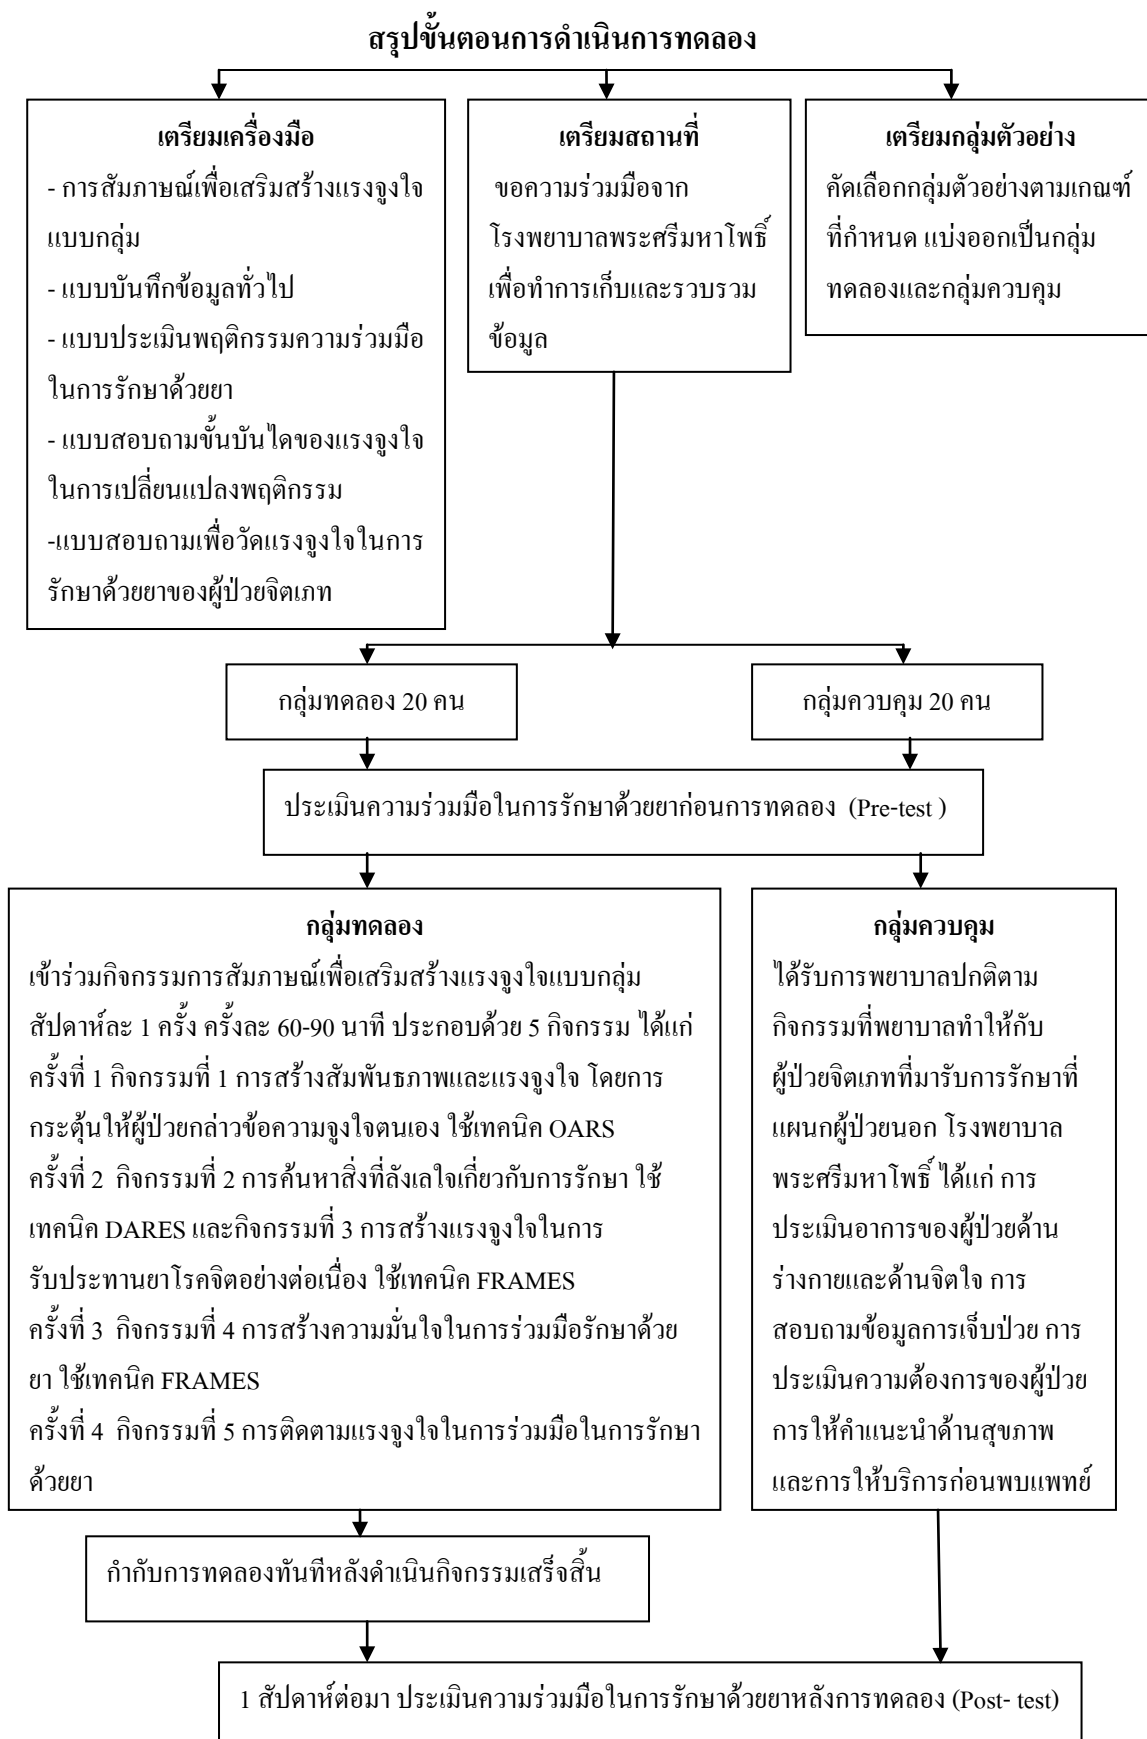 สรุปขั้นตอนการดำเนินการทดลอง
เตรียมเครื่องมือ
- การสัมภาษณ์เพื่อเสริมสร้างแรงจูงใจ
แบบกลุ่ม
- แบบบันทึกข้อมูลทั่วไป
- แบบประเมินพฤติกรรมความร่วมมือ
ในการรักษาด้วยยา
- แบบสอบถามขั้นบันไดของแรงจูงใจ
ในการเปลี่ยนแปลงพฤติกรรม
-แบบสอบถามเพื่อวัดแรงจูงใจในการ
รักษาด้วยยาของผู้ป่วยจิตเภท
เตรียมสถานที่
ขอความร่วมมือจาก
โรงพยาบาลพระศรีมหาโพธิ์
เพื่อทำการเก็บและรวบรวม
ข้อมูล
เตรียมกลุ่มตัวอย่าง
คัดเลือกกลุ่มตัวอย่างตามเกณฑ์
ที่กำหนด แบ่งออกเป็นกลุ่ม
ทดลองและกลุ่มควบคุม
กลุ่มทดลอง 20 คน
กลุ่มควบคุม 20 คน
ประเมินความร่วมมือในการรักษาด้วยยาก่อนการทดลอง (Pre-test )
กลุ่มทดลอง
เข้าร่วมกิจกรรมการสัมภาษณ์เพื่อเสริมสร้างแรงจูงใจแบบกลุ่ม
สัปดาห์ละ 1 ครั้ง ครั้งละ 60-90 นาที ประกอบด้วย 5 กิจกรรม ได้แก่
ครั้งที่ 1 กิจกรรมที่ 1 การสร้างสัมพันธภาพและแรงจูงใจ โดยการ
กระตุ้นให้ผู้ป่วยกล่าวข้อความจูงใจตนเอง ใช้เทคนิค OARS
ครั้งที่ 2 กิจกรรมที่ 2 การค้นหาสิ่งที่ลังเลใจเกี่ยวกับการรักษา ใช้
เทคนิค DARES และกิจกรรมที่ 3 การสร้างแรงจูงใจในการ
รับประทานยาโรคจิตอย่างต่อเนื่อง ใช้เทคนิค FRAMES
ครั้งที่ 3 กิจกรรมที่ 4 การสร้างความมั่นใจในการร่วมมือรักษาด้วย
ยา ใช้เทคนิค FRAMES
ครั้งที่ 4 กิจกรรมที่ 5 การติดตามแรงจูงใจในการร่วมมือในการรักษา
ด้วยยา
กลุ่มควบคุม
ได้รับการพยาบาลปกติตาม
กิจกรรมที่พยาบาลทำให้กับ
ผู้ป่วยจิตเภทที่มารับการรักษาที่
แผนกผู้ป่วยนอก โรงพยาบาล
พระศรีมหาโพธิ์ ได้แก่ การ
ประเมินอาการของผู้ป่วยด้าน
ร่างกายและด้านจิตใจ การ
สอบถามข้อมูลการเจ็บป่วย การ
ประเมินความต้องการของผู้ป่วย
การให้คำแนะนำด้านสุขภาพ
และการให้บริการก่อนพบแพทย์
กำกับการทดลองทันทีหลังดำเนินกิจกรรมเสร็จสิ้น
1 สัปดาห์ต่อมา ประเมินความร่วมมือในการรักษาด้วยยาหลังการทดลอง (Post- test)